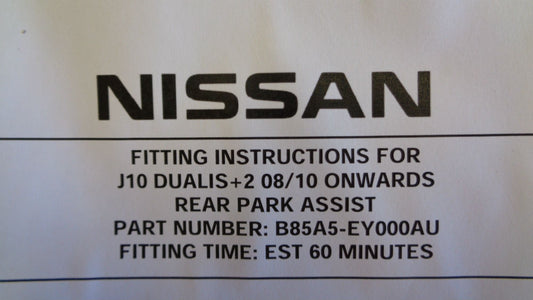 NISSAN
FITTING INSTRUCTIONS FOR
J10 DUALIS+2 08/10 ONWARDS
REAR PARK ASSIST
PART NUMBER: B85A5-EY000AU
FITTING TIME: EST 60 MINUTES